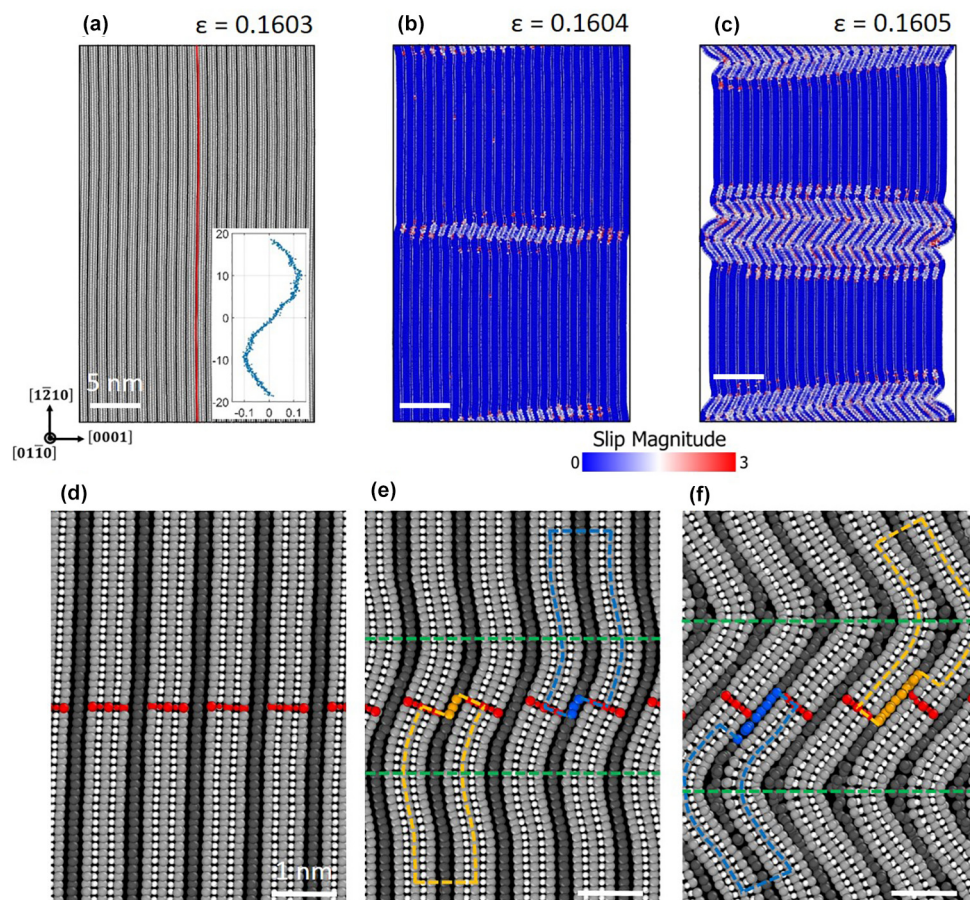 (a) ε = 0.1603
(b) ε = 0.1604
(c) ε = 0.1605
20
10
0
-10
-20
-0.1 0 0.1
5 nm
[12̄10]
[0001]
[011̄0]
Slip Magnitude
0 3
(d)
(e)
(f)
1 nm